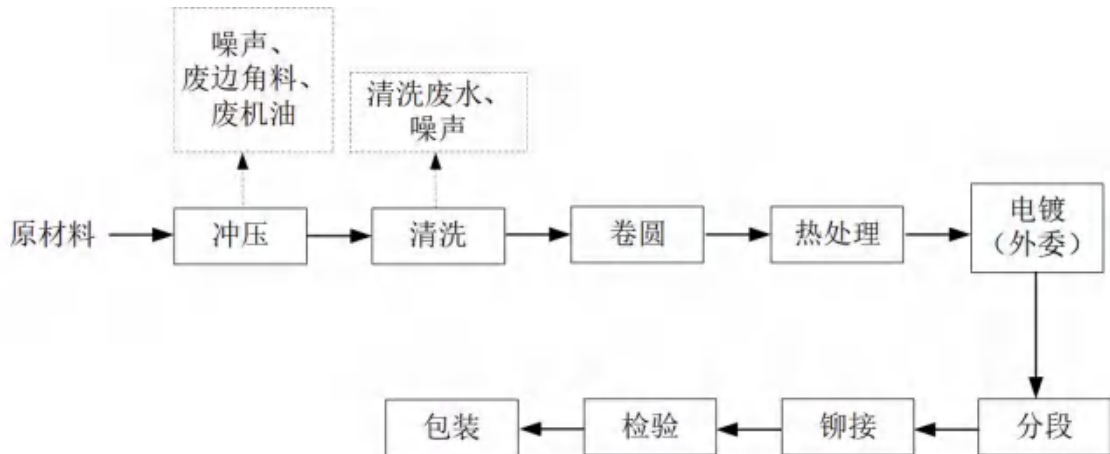 噪声、
废边角料、
废机油
清洗废水、
噪声
原材料
冲压
清洗
卷圆
热处理
电镀
（外委）
包装
检验
铆接
分段